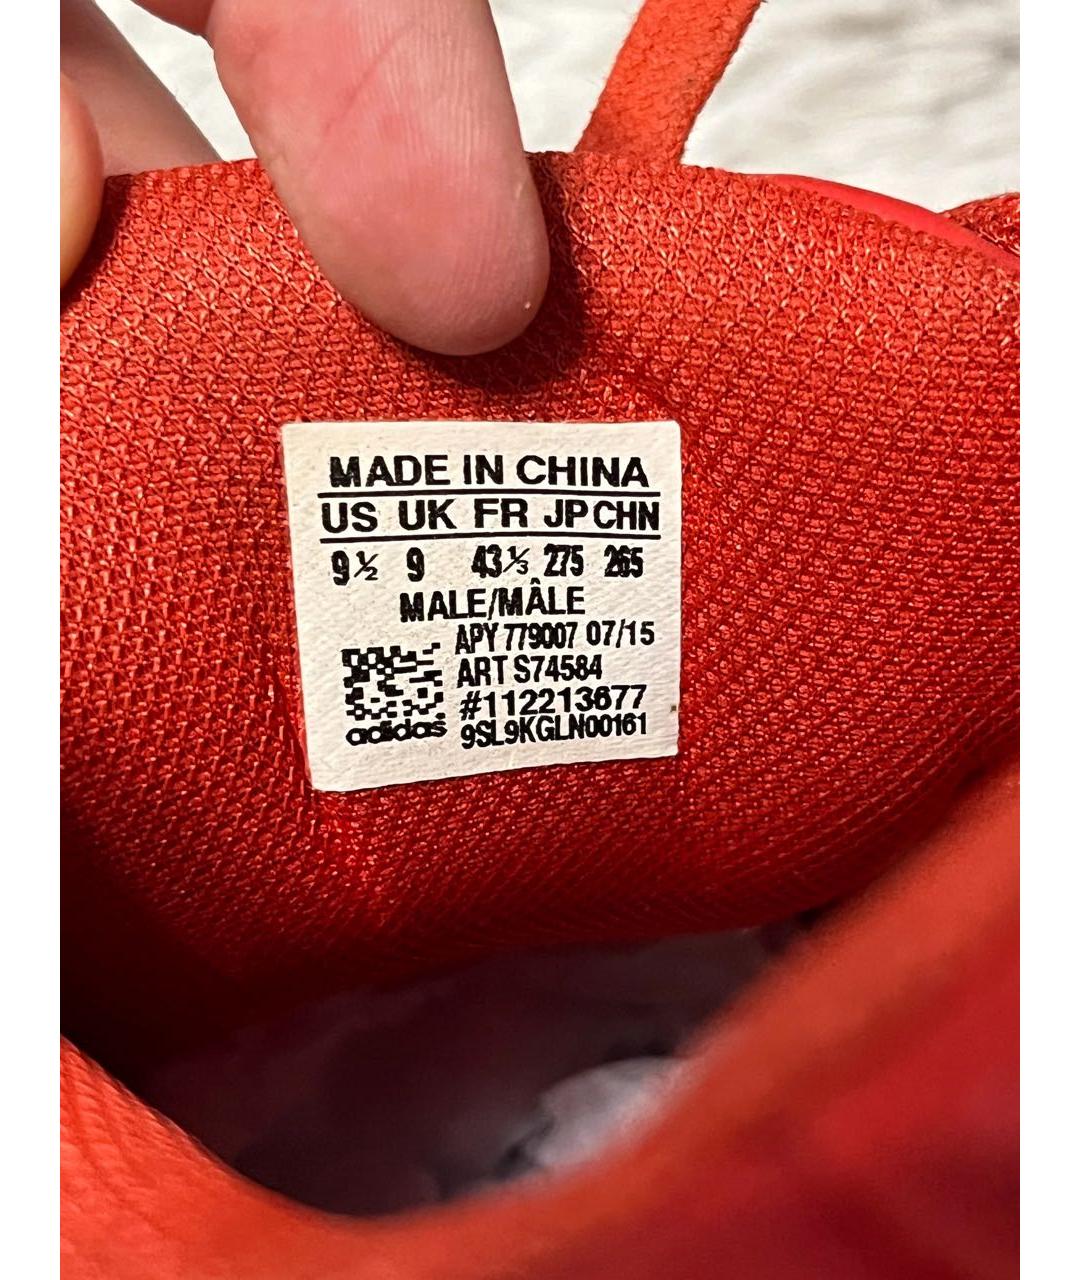 MADE IN CHINA
US UK FR JP CHN
9½ 9 43⅓ 275 265
MALE/MÂLE
APY 779007 07/15
ART S74584
#112213677
adidas 9SL9KGLN00161